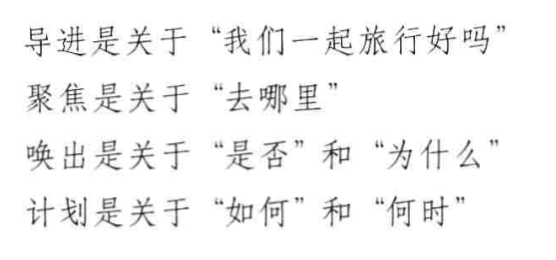 导进是关于“我们一起旅行好吗”
聚焦是关于“去哪里”
唤出是关于“是否”和“为什么”
计划是关于“如何”和“何时”